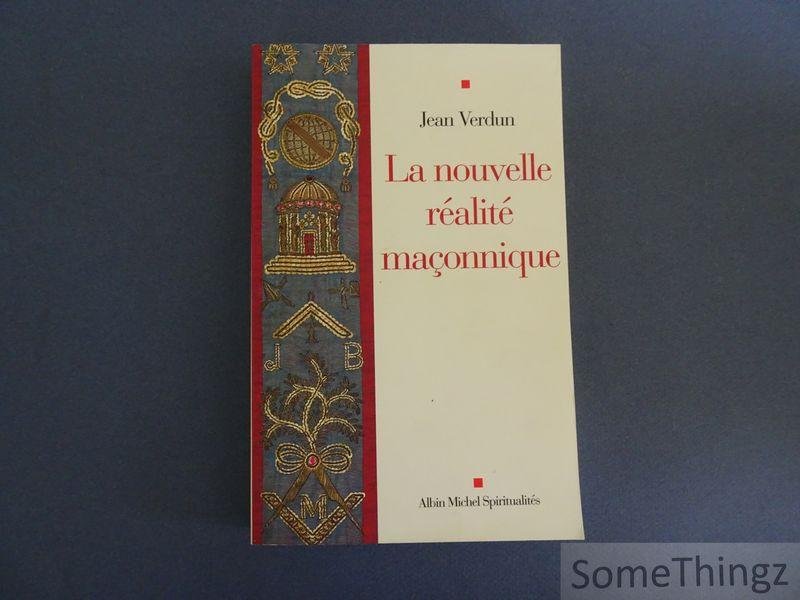 Jean Verdun
La nouvelle
réalité
maçonnique
J B
M
Albin Michel Spiritualités
SomeThingz